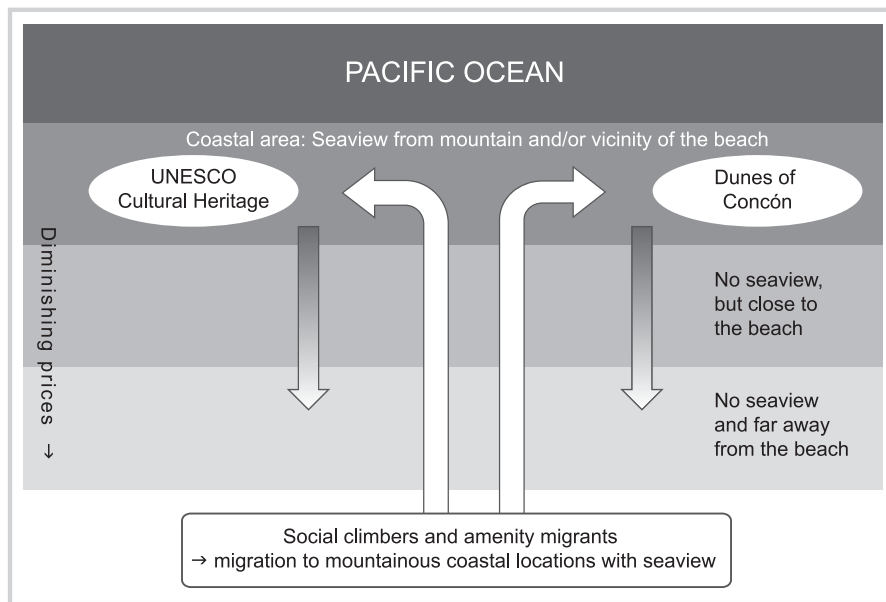 PACIFIC OCEAN
Coastal area: Seaview from mountain and/or vicinity of the beach
UNESCO
Cultural Heritage
Dunes of
Concón
Diminishing prices →
No seaview,
but close to
the beach
No seaview
and far away
from the beach
Social climbers and amenity migrants
→ migration to mountainous coastal locations with seaview